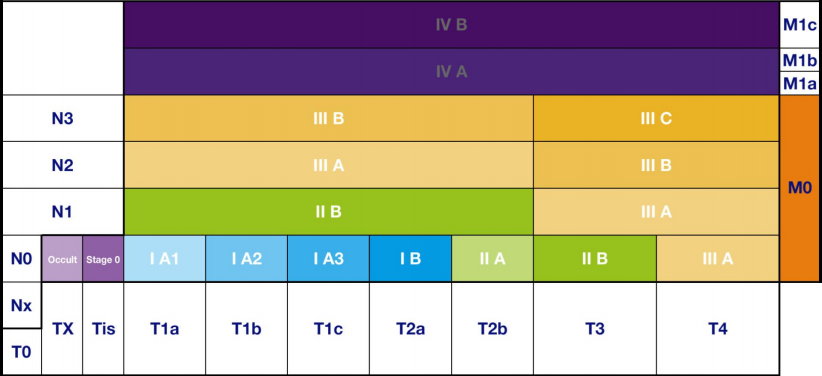 IV B M1c
IV A M1b
M1a
N3 III B III C
N2 III A III B M0
N1 II B III A
N0 Occult Stage 0 I A1 I A2 I A3 I B II A II B III A
Nx
TX Tis T1a T1b T1c T2a T2b T3 T4
T0